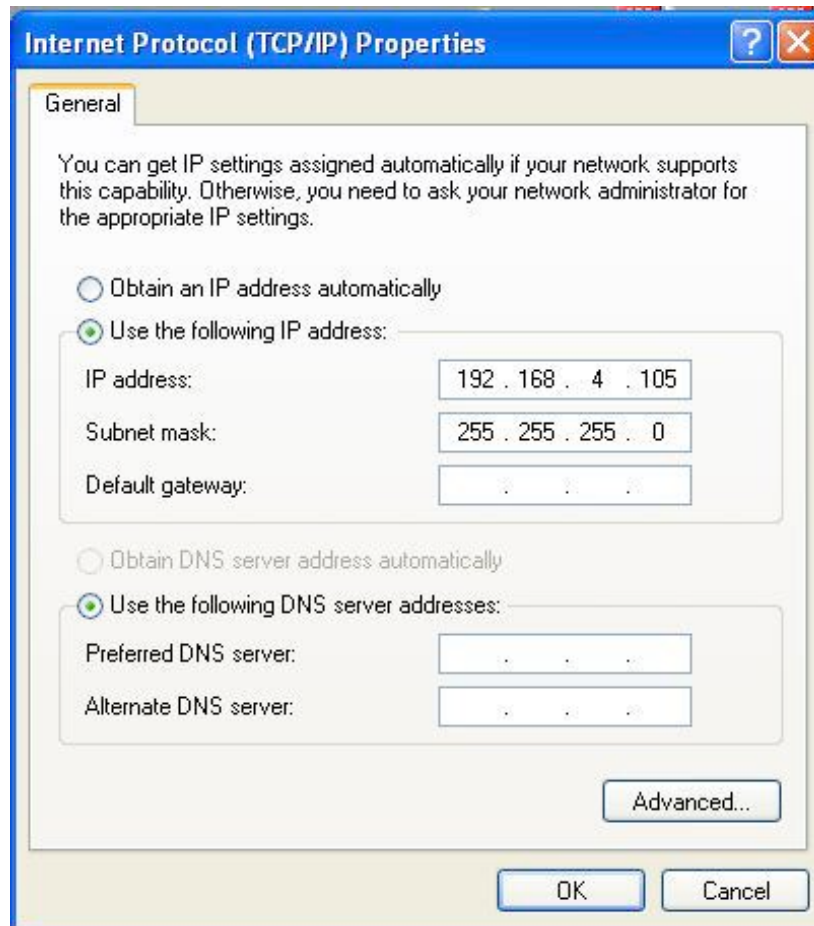 Internet Protocol (TCP/IP) Properties
General
You can get IP settings assigned automatically if your network supports
this capability. Otherwise, you need to ask your network administrator for
the appropriate IP settings.
Obtain an IP address automatically
Use the following IP address:
IP address: 192 . 168 . 4 . 105
Subnet mask: 255 . 255 . 255 . 0
Default gateway: . . .
Obtain DNS server address automatically
Use the following DNS server addresses:
Preferred DNS server: . . .
Alternate DNS server: . . .
Advanced...
OK Cancel